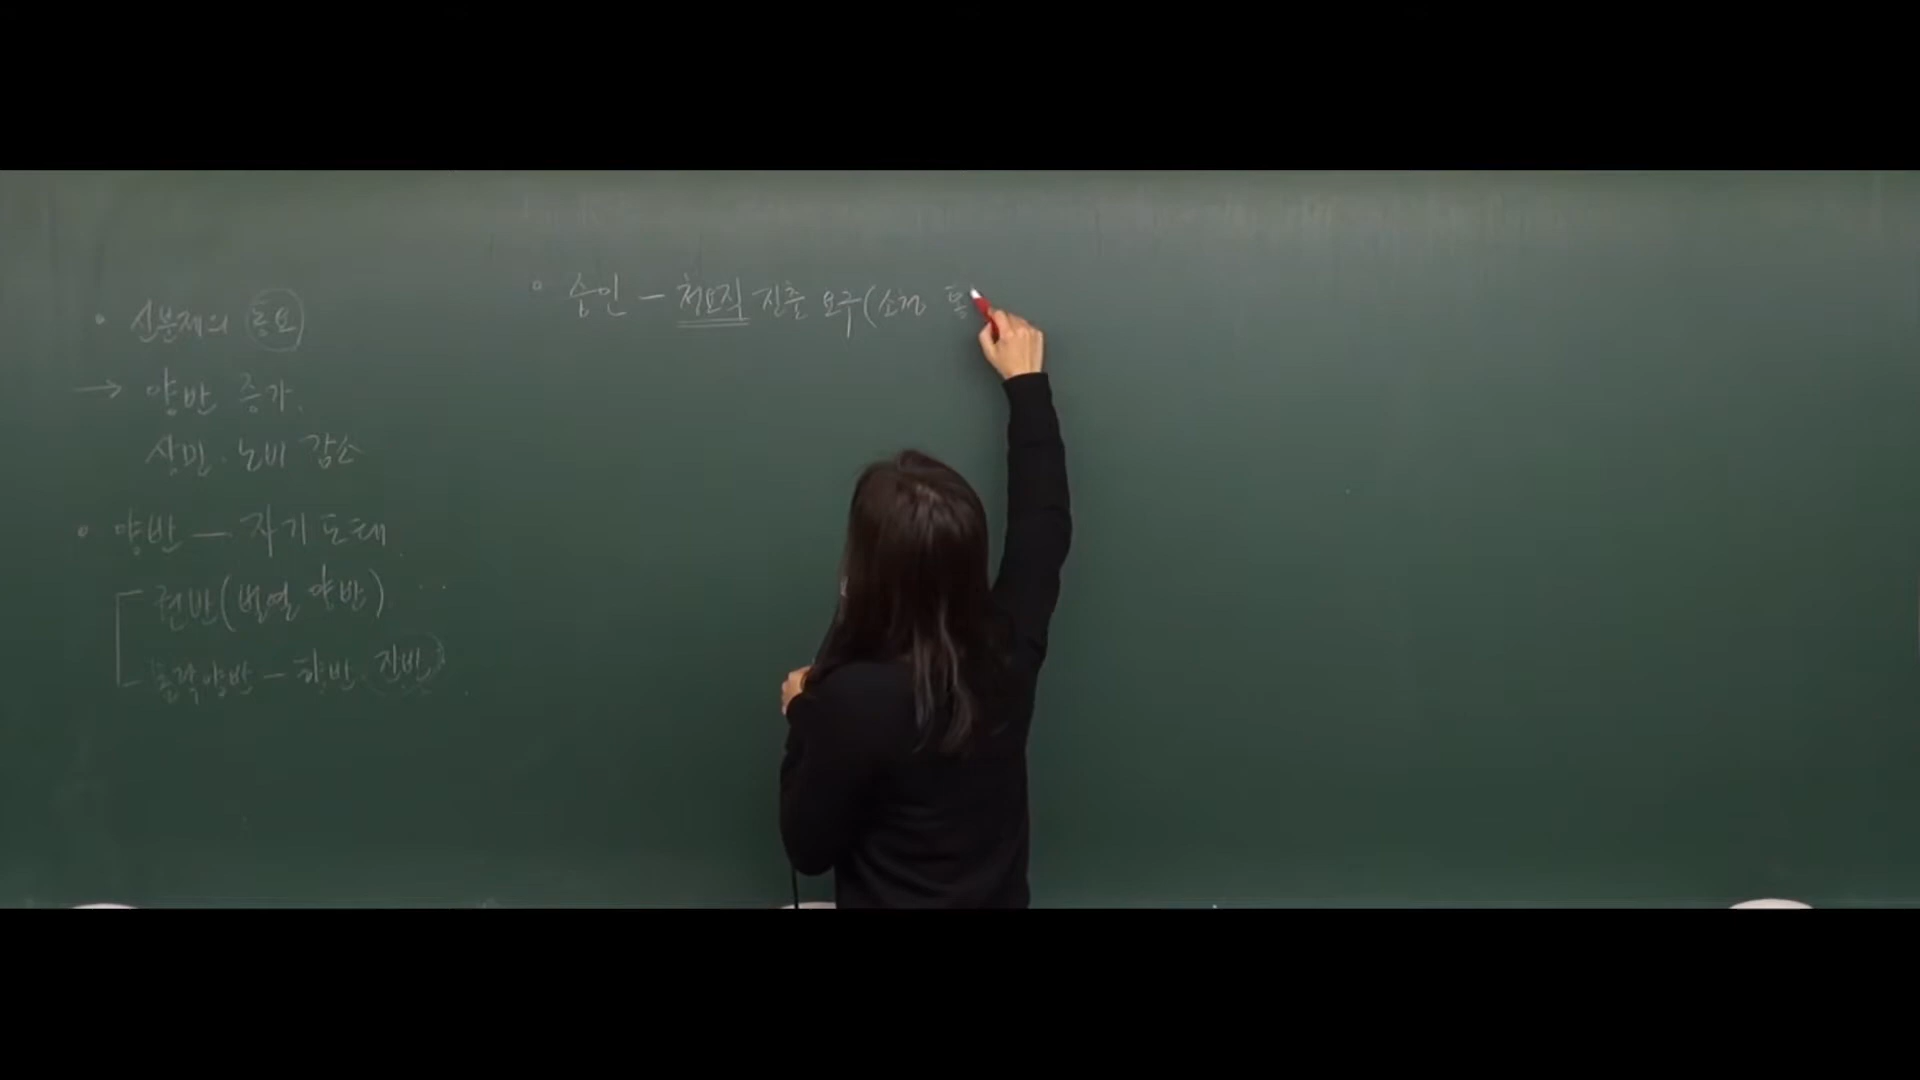 • 신분제의 동요
→ 양반 증가.
상민·노비 감소
• 양반 — 자기 도태.
권반(벌열 양반)
몰락양반 — 향반. 잔반
• 중인 — 청요직 진출 요구(소청 통